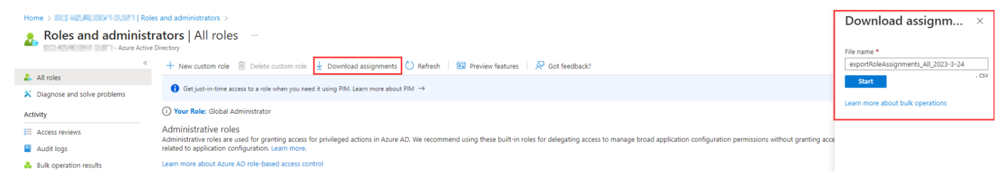 Home > | Roles and administrators >
Roles and administrators | All roles ...
- Azure Active Directory
«
All roles
Diagnose and solve problems
Activity
Access reviews
Audit logs
Bulk operation results
New custom role Delete custom role Download assignments Refresh Preview features Got feedback?
Get just-in-time access to a role when you need it using PIM. Learn more about PIM →
Your Role: Global Administrator
Administrative roles
Administrative roles are used for granting access for privileged actions in Azure AD. We recommend using these built-in roles for delegating access to manage broad application configuration permissions without granting acce
related to application configuration. Learn more.
Learn more about Azure AD role-based access control
Download assignm... ×
File name *
exportRoleAssignments_All_2023-3-24
.csv
Start
Learn more about bulk operations